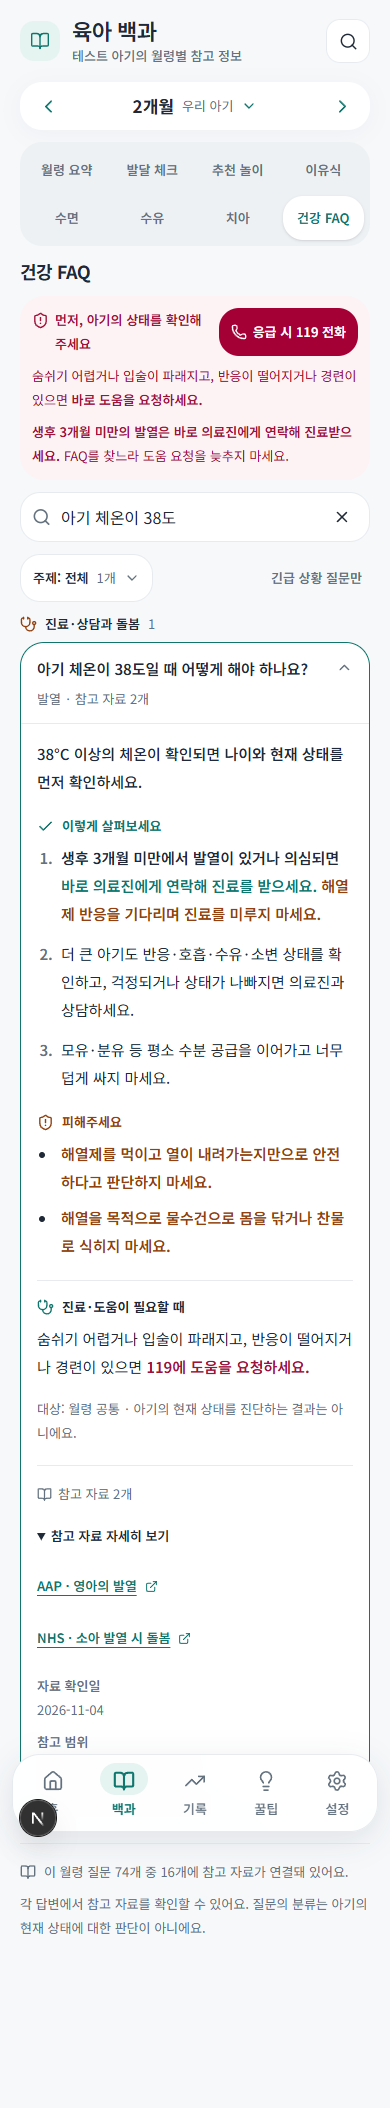 육아 백과
테스트 아기의 월령별 참고 정보
2개월 우리 아기
월령 요약
발달 체크
추천 놀이
이유식
수면
수유
치아
건강 FAQ
건강 FAQ
먼저, 아기의 상태를 확인해
주세요
응급 시 119 전화
숨쉬기 어렵거나 입술이 파래지고, 반응이 떨어지거나 경련이
있으면 바로 도움을 요청하세요.
생후 3개월 미만의 발열은 바로 의료진에게 연락해 진료받으
세요. FAQ를 찾느라 도움 요청을 늦추지 마세요.
아기 체온이 38도
주제: 전체 1개
긴급 상황 질문만
진료·상담과 돌봄 1
아기 체온이 38도일 때 어떻게 해야 하나요?
발열 · 참고 자료 2개
38°C 이상의 체온이 확인되면 나이와 현재 상태를
먼저 확인하세요.
이렇게 살펴보세요
1. 생후 3개월 미만에서 발열이 있거나 의심되면
바로 의료진에게 연락해 진료를 받으세요. 해열
제 반응을 기다리며 진료를 미루지 마세요.
2. 더 큰 아기도 반응·호흡·수유·소변 상태를 확
인하고, 걱정되거나 상태가 나빠지면 의료진과
상담하세요.
3. 모유·분유 등 평소 수분 공급을 이어가고 너무
덥게 싸지 마세요.
피해주세요
• 해열제를 먹이고 열이 내려가는지만으로 안전
하다고 판단하지 마세요.
• 해열을 목적으로 물수건으로 몸을 닦거나 찬물
로 식히지 마세요.
진료·도움이 필요할 때
숨쉬기 어렵거나 입술이 파래지고, 반응이 떨어지거
나 경련이 있으면 119에 도움을 요청하세요.
대상: 월령 공통 · 아기의 현재 상태를 진단하는 결과는 아
니에요.
참고 자료 2개
▼ 참고 자료 자세히 보기
AAP · 영아의 발열
NHS · 소아 발열 시 돌봄
자료 확인일
2026-11-04
참고 범위
N
백과
기록
꿀팁
설정
이 월령 질문 74개 중 16개에 참고 자료가 연결돼 있어요.
각 답변에서 참고 자료를 확인할 수 있어요. 질문의 분류는 아기의
현재 상태에 대한 판단이 아니에요.